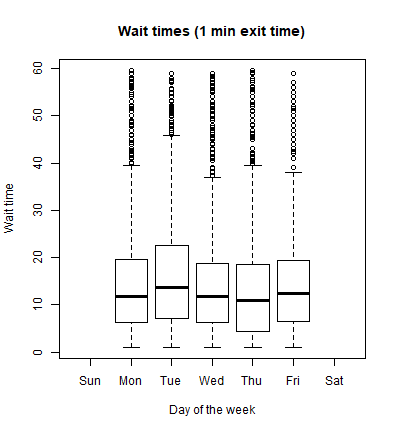 Wait times (1 min exit time)
Wait time
60
50
40
30
20
10
0
Sun Mon Tue Wed Thu Fri Sat
Day of the week